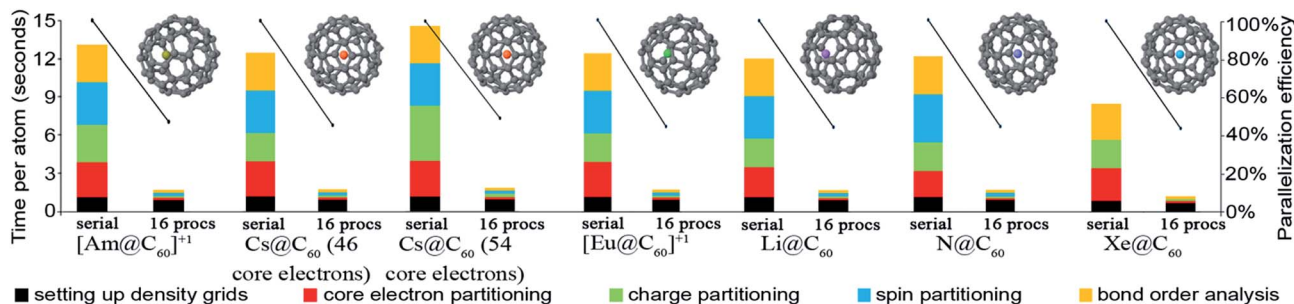 Time per atom (seconds)
15
12
9
6
3
0
100%
80%
60%
40%
20%
0%
Parallelization efficiency
serial 16 procs serial 16 procs serial 16 procs serial 16 procs serial 16 procs serial 16 procs serial 16 procs
[Am@C60]+1 Cs@C60 (46 Cs@C60 (54 [Eu@C60]+1 Li@C60 N@C60 Xe@C60
core electrons) core electrons)
setting up density grids core electron partitioning charge partitioning spin partitioning bond order analysis